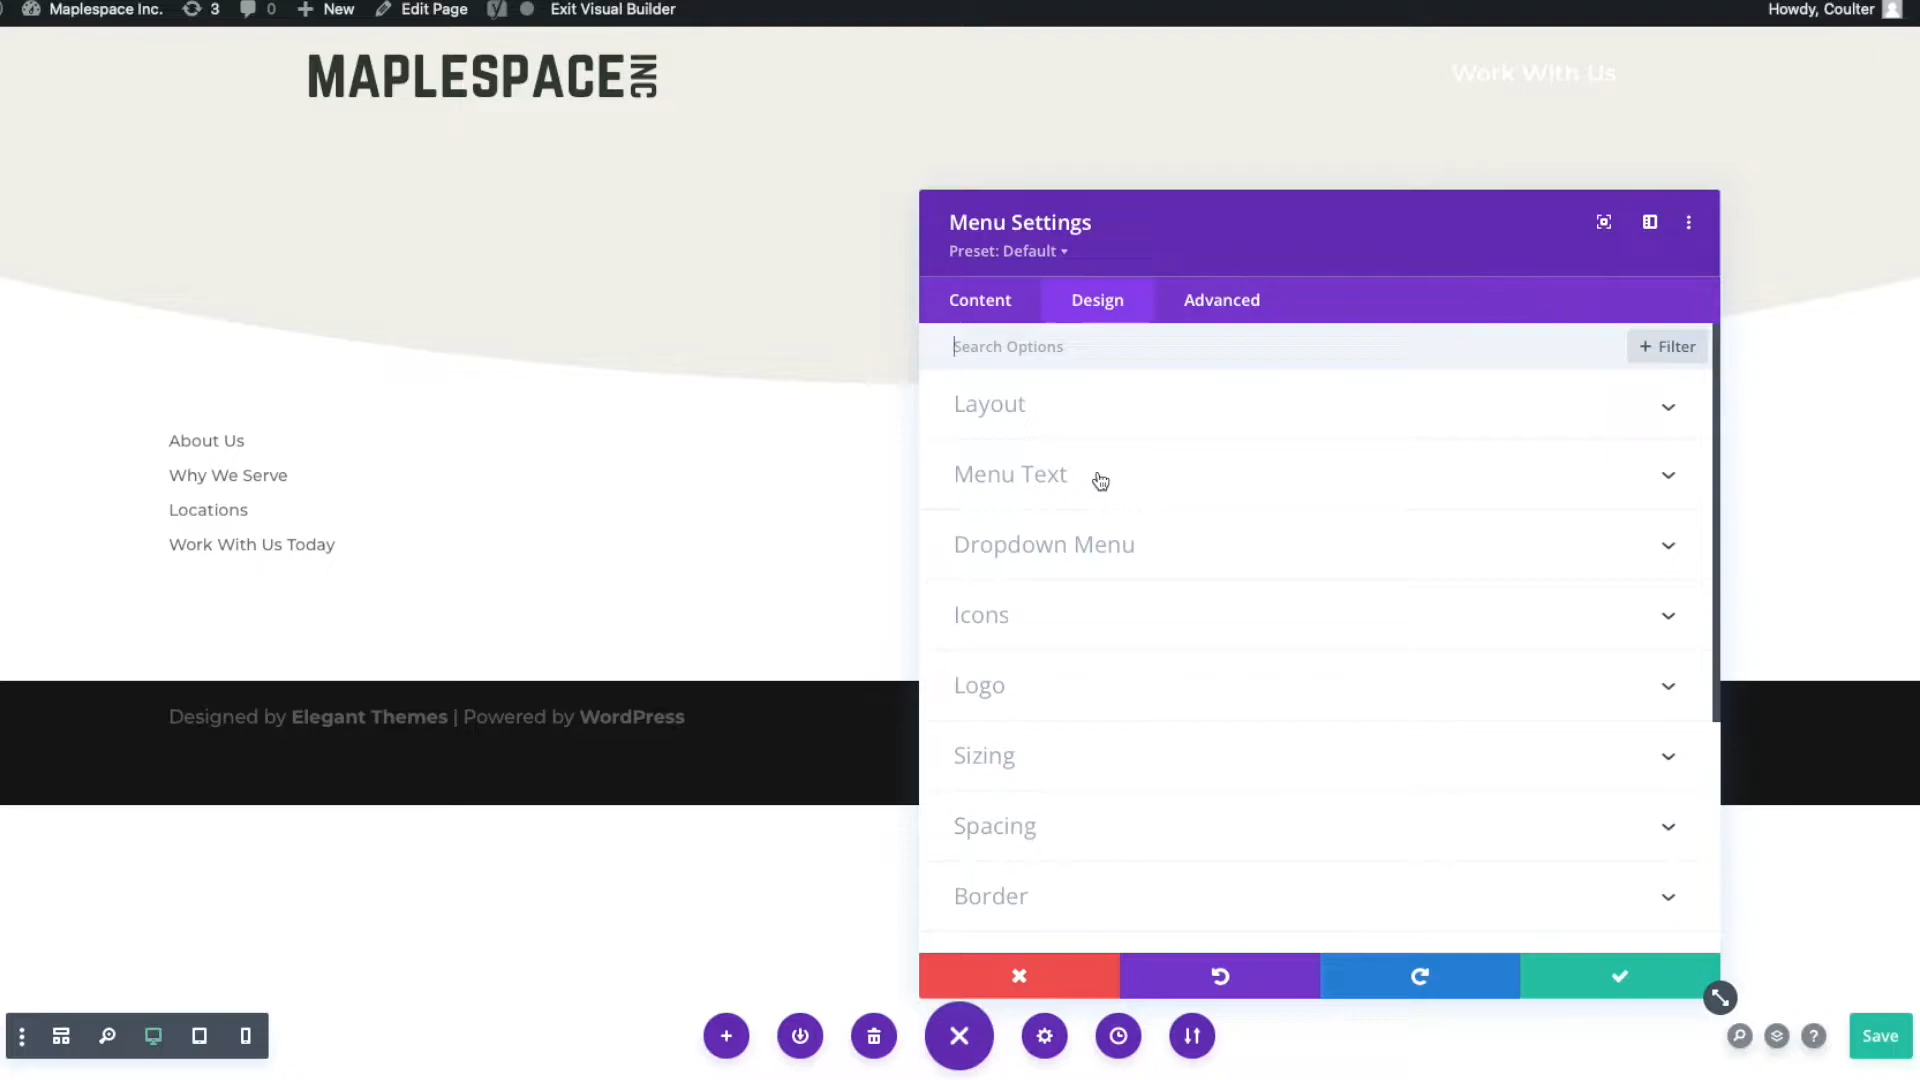 Maplespace Inc. 3 0 New Edit Page Exit Visual Builder Howdy, Coulter
MAPLESPACE INC
Work With Us
Menu Settings
Preset: Default
Content Design Advanced
Search Options + Filter
Layout
Menu Text
Dropdown Menu
Icons
Logo
Sizing
Spacing
Border
About Us
Why We Serve
Locations
Work With Us Today
Designed by Elegant Themes | Powered by WordPress
? Save